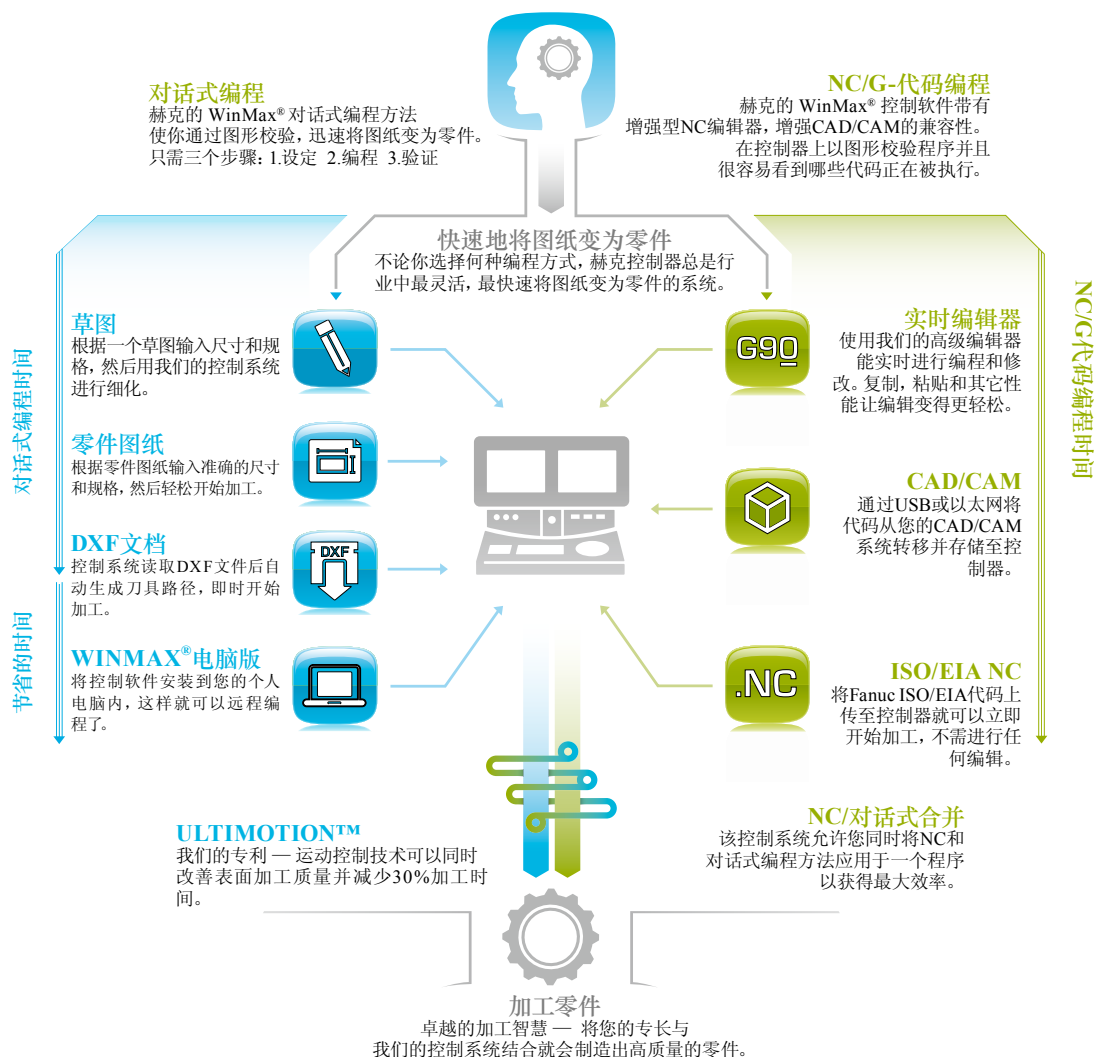 对话式编程
赫克的 WinMax® 对话式编程方法
使你通过图形校验，迅速将图纸变为零件。
只需三个步骤：1.设定 2.编程 3.验证
NC/G-代码编程
赫克的 WinMax® 控制软件带有
增强型NC编辑器，增强CAD/CAM的兼容性。
在控制器上以图形校验程序并且
很容易看到哪些代码正在被执行。
快速地将图纸变为零件
不论你选择何种编程方式，赫克控制器总是行
业中最灵活，最快速将图纸变为零件的系统。
对话式编程时间
节省的时间
草图
根据一个草图输入尺寸和规
格，然后用我们的控制系统
进行细化。
零件图纸
根据零件图纸输入准确的尺寸
和规格，然后轻松开始加工。
DXF文档
控制系统读取DXF文件后自
动生成刀具路径，即时开始
加工。
DXF
WINMAX®电脑版
将控制软件安装到您的个人
电脑内，这样就可以远程编
程了。
NC/G代码编程时间
G90
实时编辑器
使用我们的高级编辑器
能实时进行编程和修
改。复制，粘贴和其它性
能让编辑变得更轻松。
CAD/CAM
通过USB或以太网将
代码从您的CAD/CAM
系统转移并存储至控
制器。
.NC
ISO/EIA NC
将Fanuc ISO/EIA代码上
传至控制器就可以立即
开始加工，不需进行任
何编辑。
ULTIMOTION™
我们的专利 — 运动控制技术可以同时
改善表面加工质量并减少30%加工时
间。
NC/对话式合并
该控制系统允许您同时将NC和
对话式编程方法应用于一个程序
以获得最大效率。
加工零件
卓越的加工智慧 — 将您的专长与
我们的控制系统结合就会制造出高质量的零件。